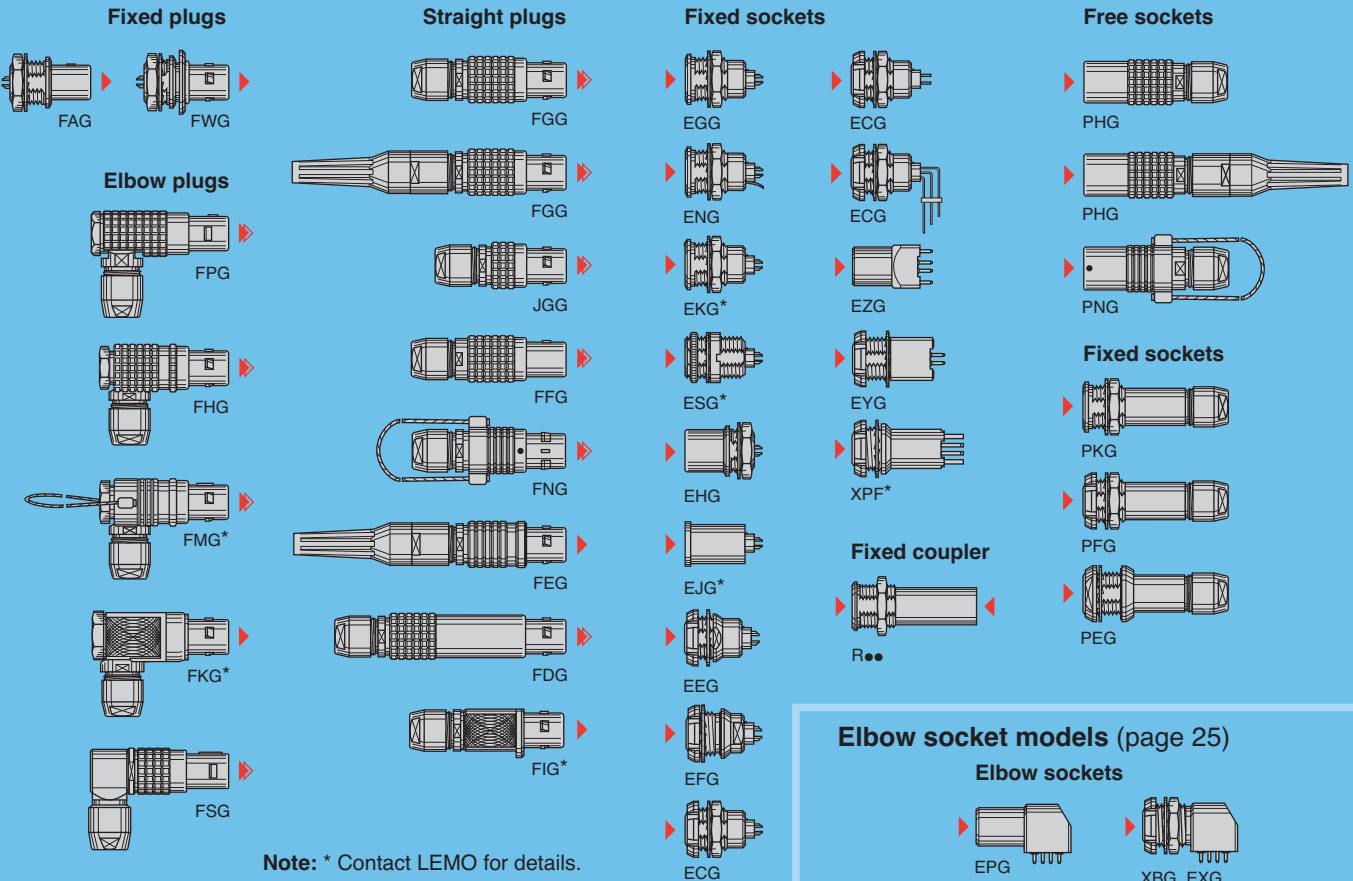 Fixed plugs
FAG
FWG
Elbow plugs
FPG
FHG
FMG*
FKG*
FSG
Straight plugs
FGG
FGG
JGG
FFG
FNG
FEG
FDG
FIG*
Note: * Contact LEMO for details.
Fixed sockets
EGG
ECG
ENG
ECG
EKG*
EZG
ESG*
EYG
EHG
XPF*
EJG*
EEG
EFG
ECG
Fixed coupler
R●●
Free sockets
PHG
PHG
PNG
Fixed sockets
PKG
PFG
PEG
Elbow socket models (page 25)
Elbow sockets
EPG
XBG, EXG